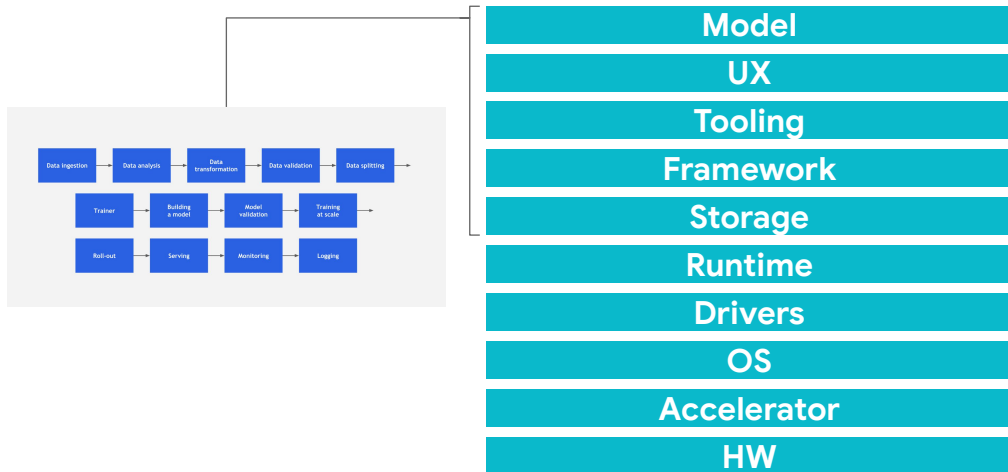 Data ingestion
Data analysis
Data
transformation
Data validation
Data splitting
Trainer
Building
a model
Model
validation
Training
at scale
Roll-out
Serving
Monitoring
Logging
Model
UX
Tooling
Framework
Storage
Runtime
Drivers
OS
Accelerator
HW